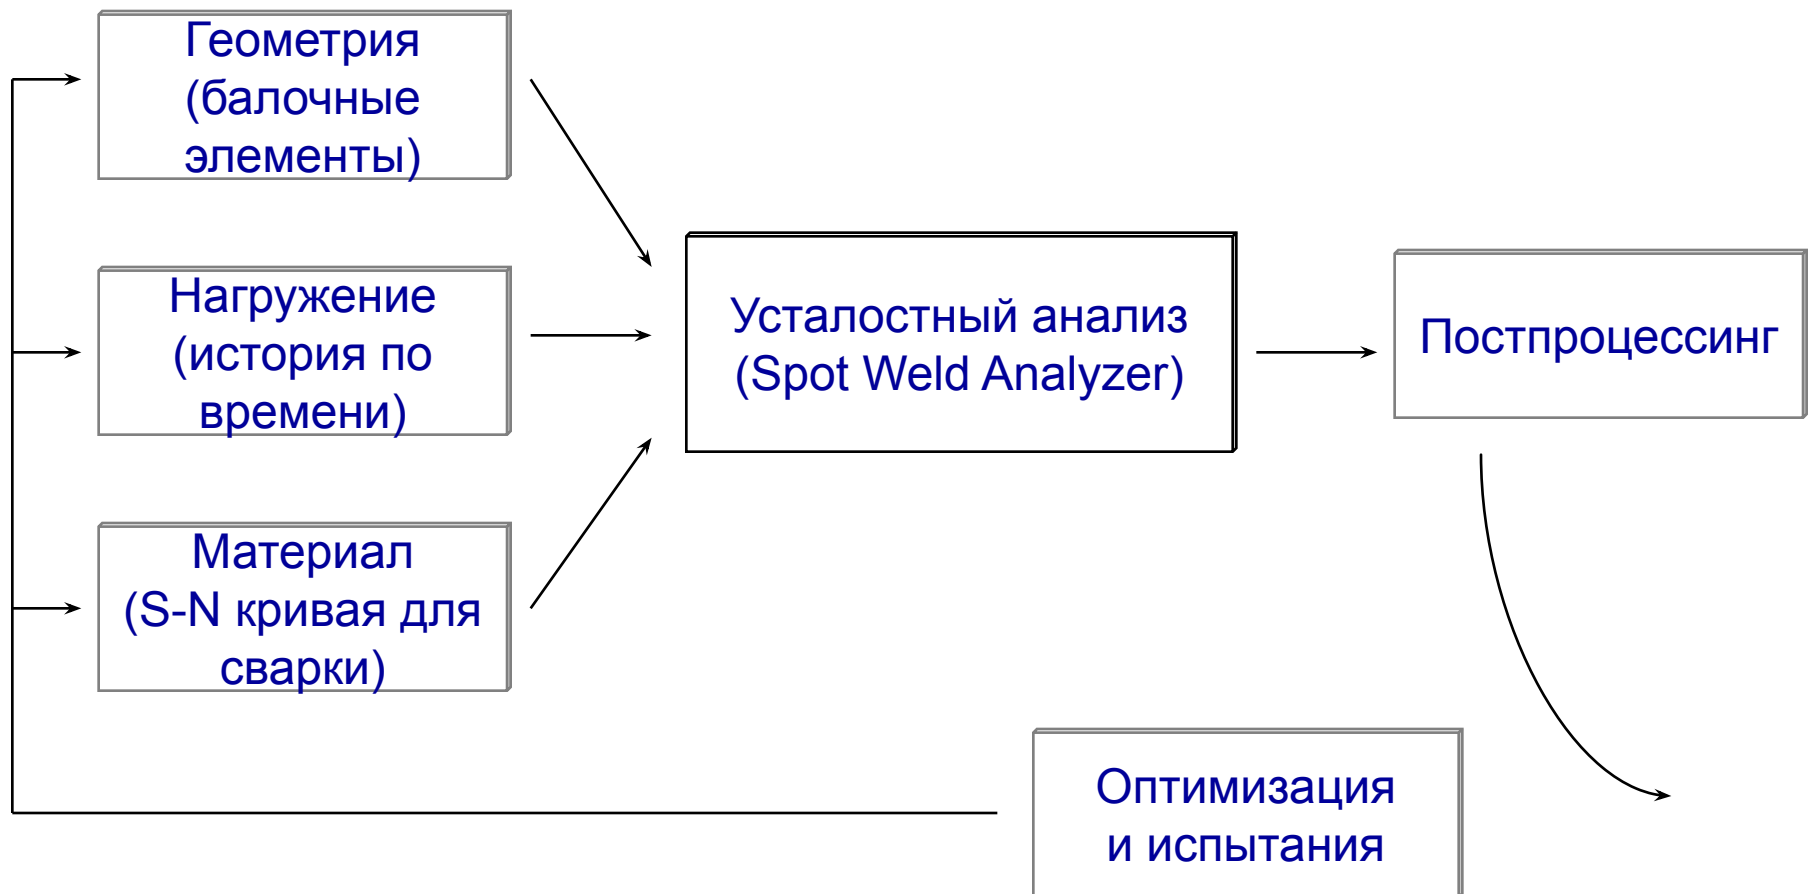 Геометрия
(балочные
элементы)
Нагружение
(история по
времени)
Материал
(S-N кривая для
сварки)
Усталостный анализ
(Spot Weld Analyzer)
Постпроцессинг
Оптимизация
и испытания